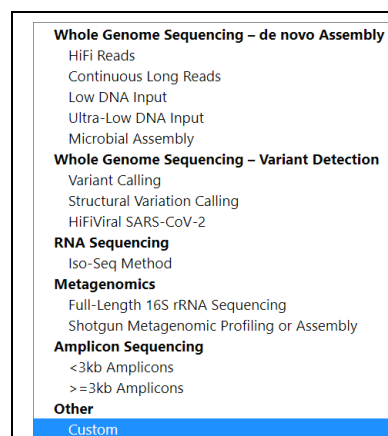 Whole Genome Sequencing – de novo Assembly
HiFi Reads
Continuous Long Reads
Low DNA Input
Ultra-Low DNA Input
Microbial Assembly
Whole Genome Sequencing – Variant Detection
Variant Calling
Structural Variation Calling
HiFiViral SARS-CoV-2
RNA Sequencing
Iso-Seq Method
Metagenomics
Full-Length 16S rRNA Sequencing
Shotgun Metagenomic Profiling or Assembly
Amplicon Sequencing
<3kb Amplicons
>=3kb Amplicons
Other
Custom